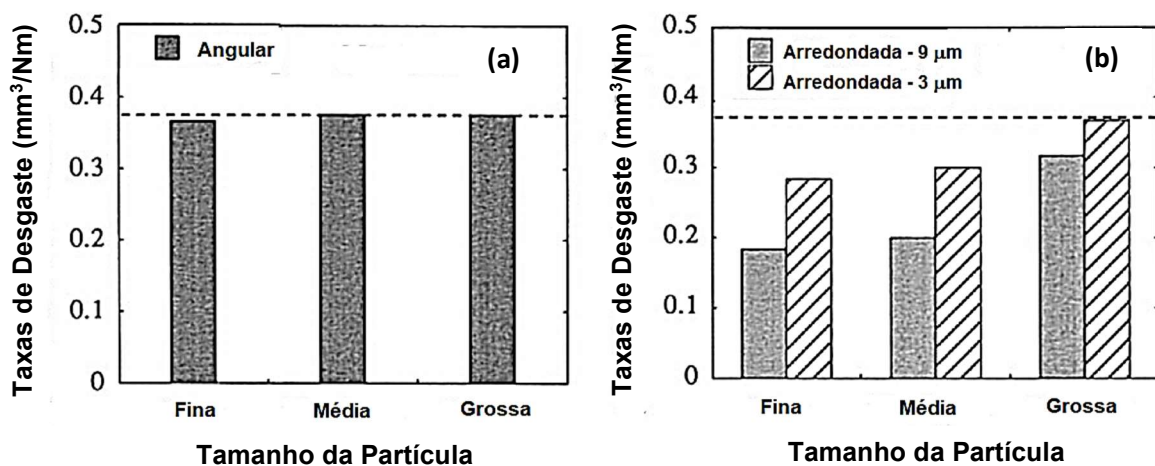 Taxas de Desgaste (mm³/Nm)
0.5
0.4
0.3
0.2
0.1
0
Angular
(a)
Fina
Média
Grossa
Tamanho da Partícula
Taxas de Desgaste (mm³/Nm)
0.5
0.4
0.3
0.2
0.1
0
Arredondada - 9 μm
Arredondada - 3 μm
(b)
Fina
Média
Grossa
Tamanho da Partícula